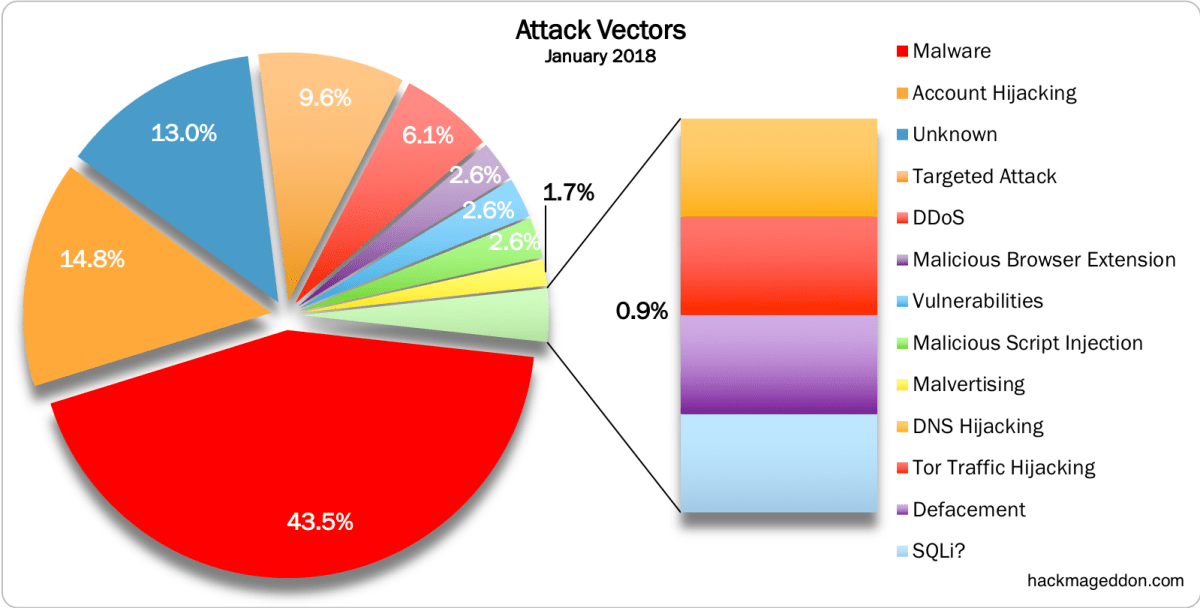 Attack Vectors
January 2018
9.6%
13.0%
6.1%
2.6%
2.6%
2.6%
1.7%
14.8%
0.9%
43.5%
Malware
Account Hijacking
Unknown
Targeted Attack
DDoS
Malicious Browser Extension
Vulnerabilities
Malicious Script Injection
Malvertising
DNS Hijacking
Tor Traffic Hijacking
Defacement
SQLi?
hackmageddon.com